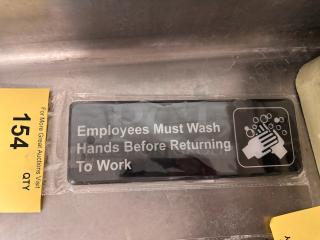 Employees Must Wash
Hands Before Returning
To Work
For More Great Auctions Visit
154
QTY